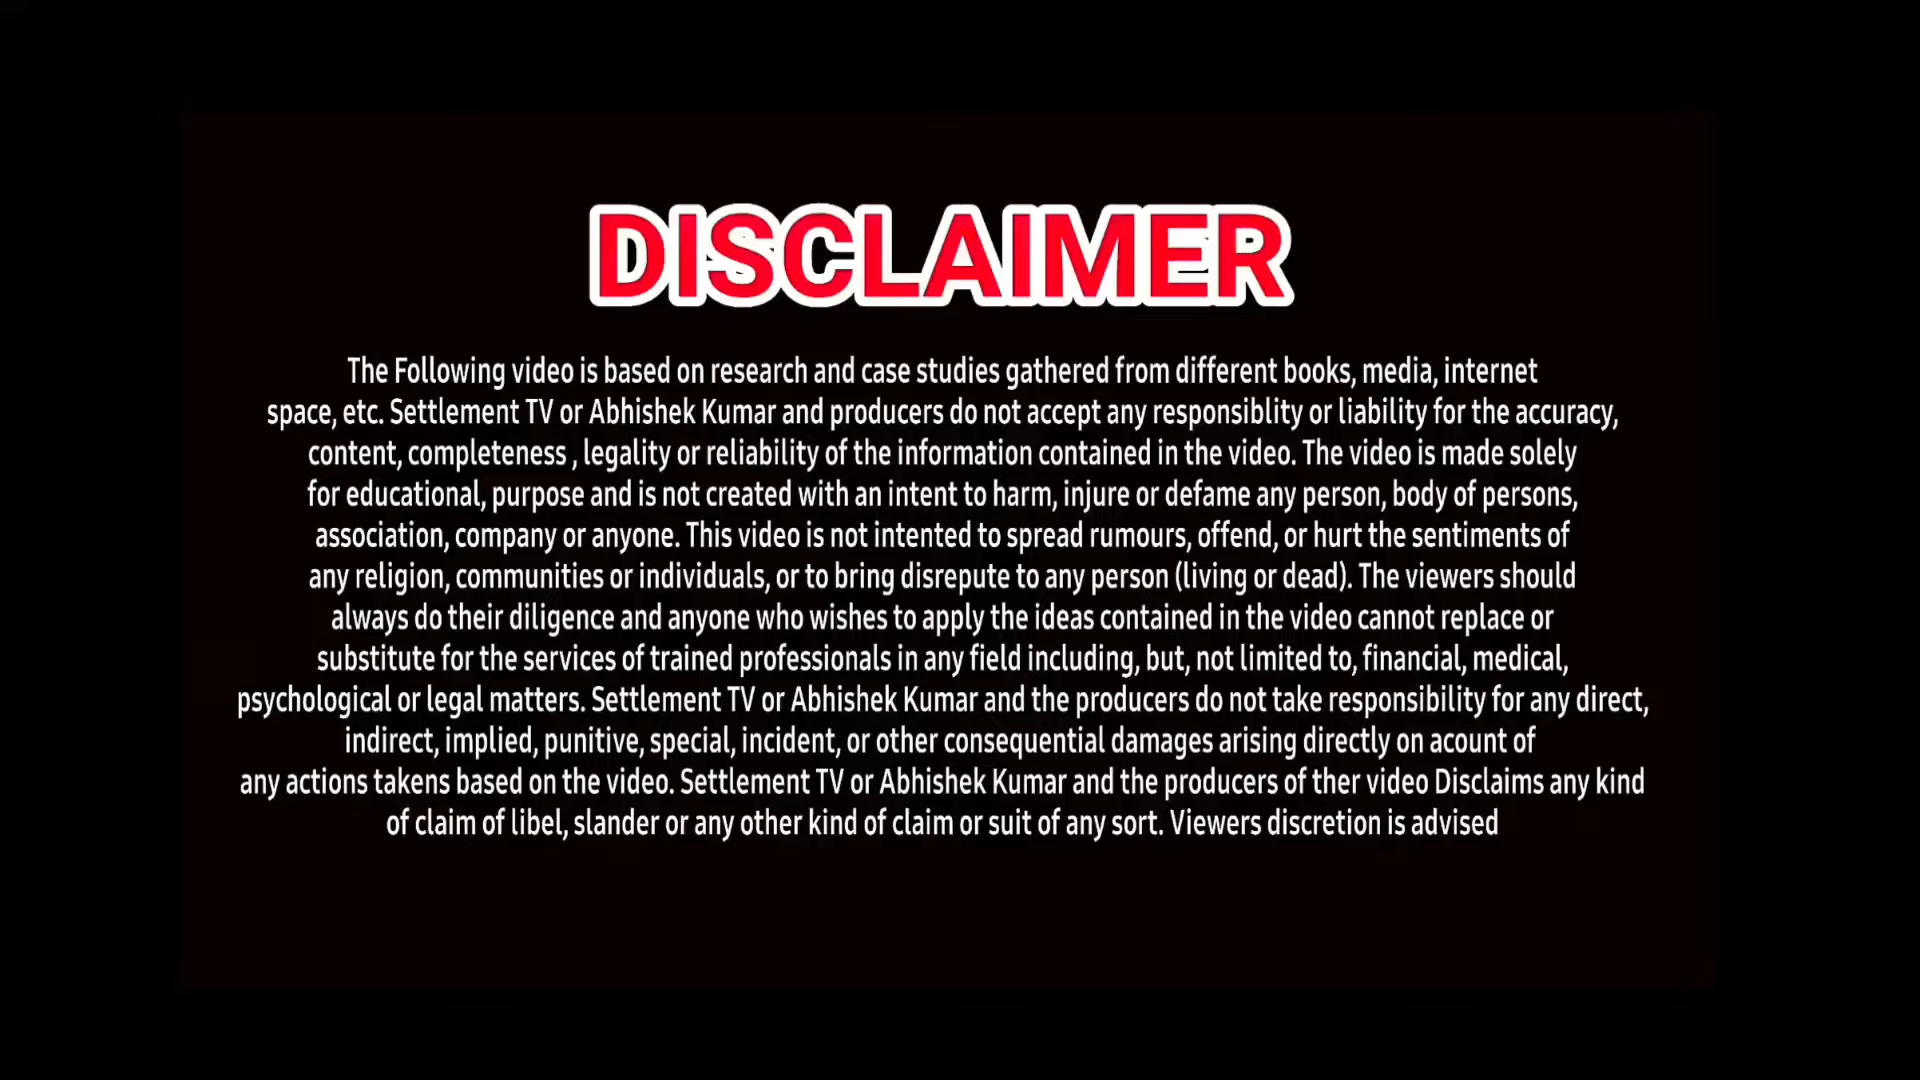 DISCLAIMER
The Following video is based on research and case studies gathered from different books, media, internet
space, etc. Settlement TV or Abhishek Kumar and producers do not accept any responsiblity or liability for the accuracy,
content, completeness , legality or reliability of the information contained in the video. The video is made solely
for educational, purpose and is not created with an intent to harm, injure or defame any person, body of persons,
association, company or anyone. This video is not intented to spread rumours, offend, or hurt the sentiments of
any religion, communities or individuals, or to bring disrepute to any person (living or dead). The viewers should
always do their diligence and anyone who wishes to apply the ideas contained in the video cannot replace or
substitute for the services of trained professionals in any field including, but, not limited to, financial, medical,
psychological or legal matters. Settlement TV or Abhishek Kumar and the producers do not take responsibility for any direct,
indirect, implied, punitive, special, incident, or other consequential damages arising directly on acount of
any actions takens based on the video. Settlement TV or Abhishek Kumar and the producers of ther video Disclaims any kind
of claim of libel, slander or any other kind of claim or suit of any sort. Viewers discretion is advised